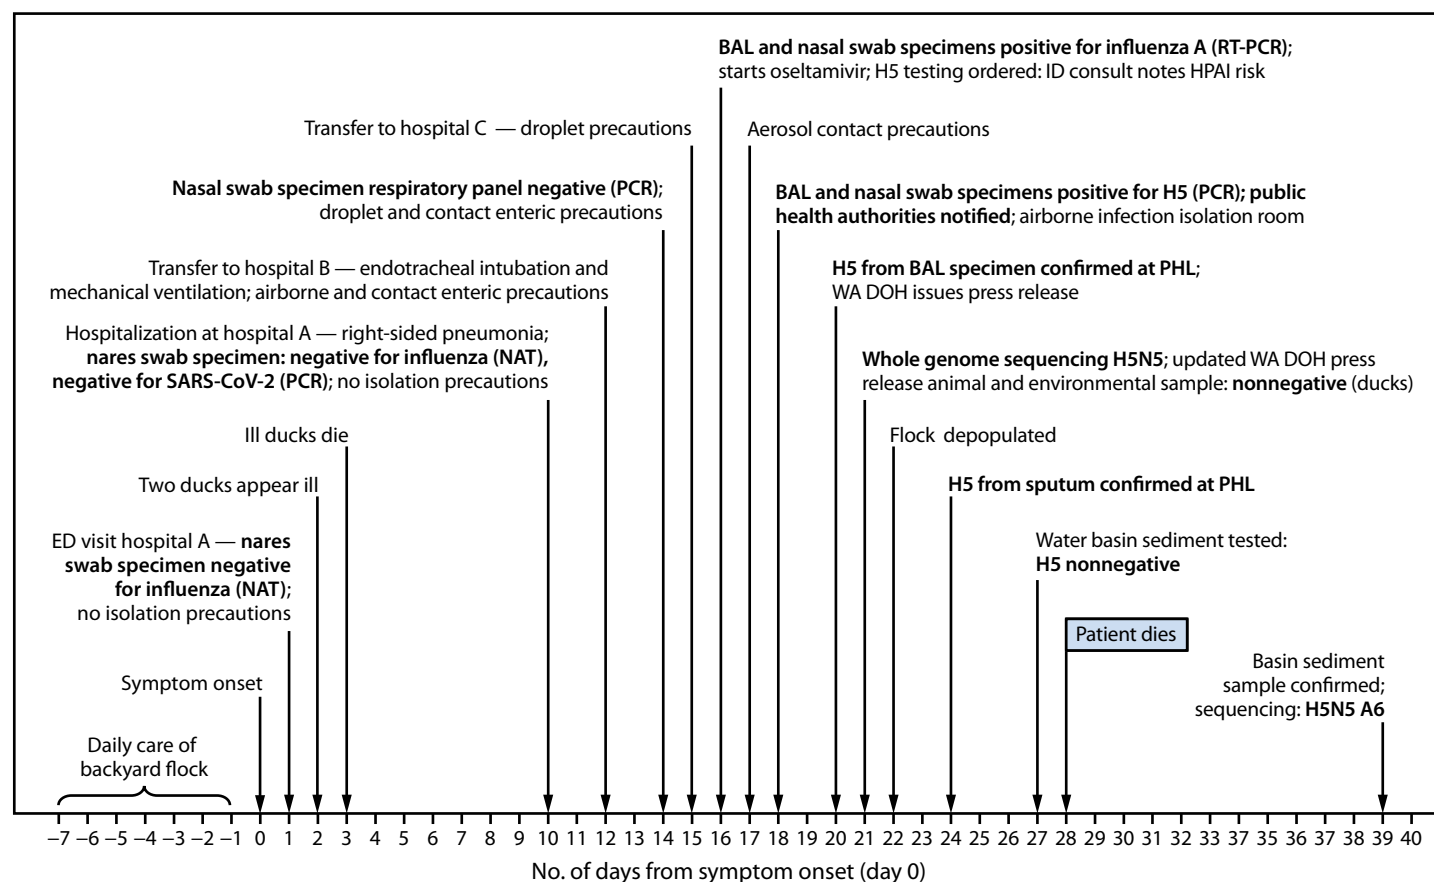 BAL and nasal swab specimens positive for influenza A (RT-PCR);
starts oseltamivir; H5 testing ordered: ID consult notes HPAI risk
Transfer to hospital C — droplet precautions
Aerosol contact precautions
Nasal swab specimen respiratory panel negative (PCR);
droplet and contact enteric precautions
BAL and nasal swab specimens positive for H5 (PCR); public
health authorities notified; airborne infection isolation room
Transfer to hospital B — endotracheal intubation and
mechanical ventilation; airborne and contact enteric precautions
H5 from BAL specimen confirmed at PHL;
WA DOH issues press release
Hospitalization at hospital A — right-sided pneumonia;
nares swab specimen: negative for influenza (NAT),
negative for SARS-CoV-2 (PCR); no isolation precautions
Whole genome sequencing H5N5; updated WA DOH press
release animal and environmental sample: nonnegative (ducks)
Ill ducks die
Flock depopulated
Two ducks appear ill
H5 from sputum confirmed at PHL
ED visit hospital A — nares
swab specimen negative
for influenza (NAT);
no isolation precautions
Water basin sediment tested:
H5 nonnegative
Patient dies
Symptom onset
Basin sediment
sample confirmed;
sequencing: H5N5 A6
Daily care of
backyard flock
−7 −6 −5 −4 −3 −2 −1 0 1 2 3 4 5 6 7 8 9 10 11 12 13 14 15 16 17 18 19 20 21 22 23 24 25 26 27 28 29 30 31 32 33 37 35 36 37 38 39 40
No. of days from symptom onset (day 0)